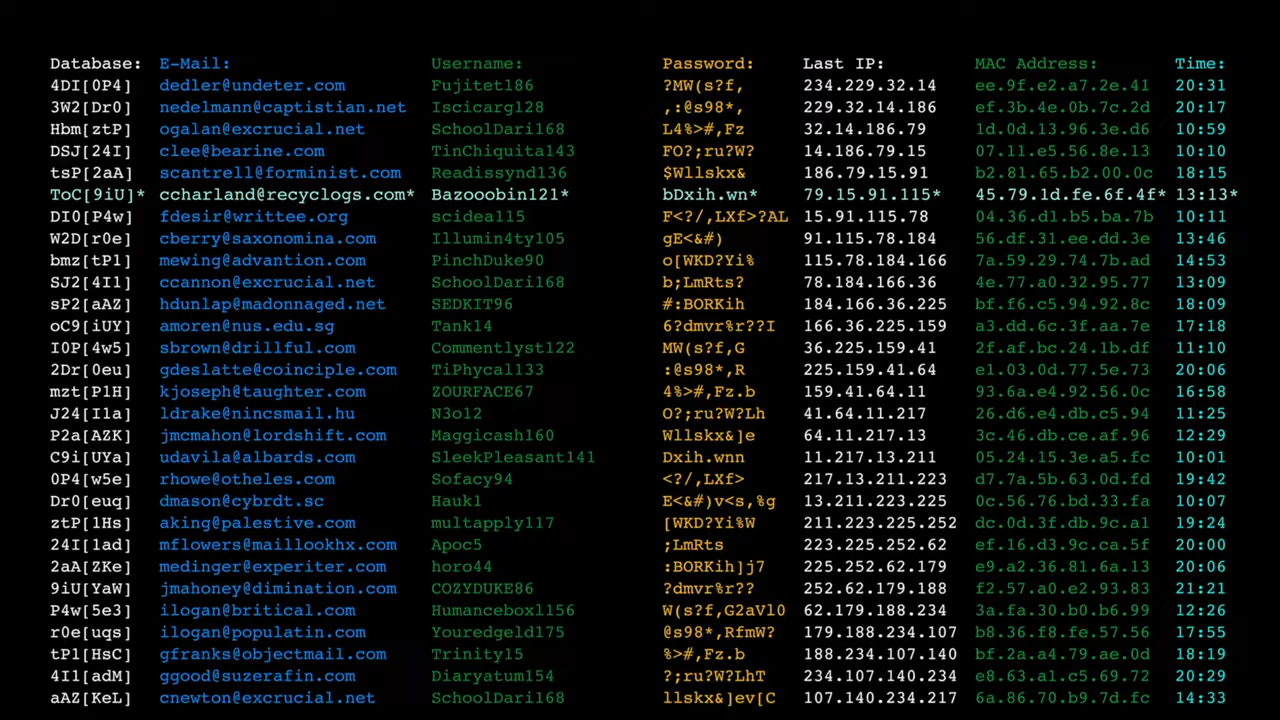 Database: E-Mail: Username: Password: Last IP: MAC Address: Time:
4DI[0P4] dedler@undeter.com Fujitet186 ?MW(s?f, 234.229.32.14 ee.9f.e2.a7.2e.41 20:31
3W2[Dr0] nedelmann@captistian.net Iscicarg128 ,:@s98*, 229.32.14.186 ef.3b.4e.0b.7c.2d 20:17
Hbm[ztP] ogalan@excrucial.net SchoolDari168 L4%>#,Fz 32.14.186.79 1d.0d.13.96.3e.d6 10:59
DSJ[24I] clee@bearine.com TinChiquita143 FO?;ru?W? 14.186.79.15 07.11.e5.56.8e.13 10:10
tsP[2aA] scantrell@forminist.com Readissynd136 $Wllskx& 186.79.15.91 b2.81.65.b2.00.0c 18:15
ToC[9iU]* ccharland@recyclogs.com* Bazooobin121* bDxih.wn* 79.15.91.115* 45.79.1d.fe.6f.4f* 13:13*
DI0[P4w] fdesir@writtee.org scidea115 F<?/,LXf>?AL 15.91.115.78 04.36.d1.b5.ba.7b 10:11
W2D[r0e] cberry@saxonomina.com Illumin4ty105 gE<&#) 91.115.78.184 56.df.31.ee.dd.3e 13:46
bmz[tP1] mewing@advantion.com PinchDuke90 o[WKD?Yi% 115.78.184.166 7a.59.29.74.7b.ad 14:53
SJ2[4I1] ccannon@excrucial.net SchoolDari168 b;LmRts? 78.184.166.36 4e.77.a0.32.95.77 13:09
sP2[aAZ] hdunlap@madonnaged.net SEDKIT96 #:BORKih 184.166.36.225 bf.f6.c5.94.92.8c 18:09
oC9[iUY] amoren@nus.edu.sg Tank14 6?dmvr%r??I 166.36.225.159 a3.dd.6c.3f.aa.7e 17:18
I0P[4w5] sbrown@drillful.com Commentlyst122 MW(s?f,G 36.225.159.41 2f.af.bc.24.1b.df 11:10
2Dr[0eu] gdeslatte@coinciple.com TiPhycal133 :@s98*,R 225.159.41.64 e1.03.0d.77.5e.73 20:06
mzt[P1H] kjoseph@taughter.com ZOURFACE67 4%>#,Fz.b 159.41.64.11 93.6a.e4.92.56.0c 16:58
J24[I1a] ldrake@nincsmail.hu N3o12 O?;ru?W?Lh 41.64.11.217 26.d6.e4.db.c5.94 11:25
P2a[AZK] jmcmahon@lordshift.com Maggicash160 Wllskx&]e 64.11.217.13 3c.46.db.ce.af.96 12:29
C9i[UYa] udavila@albards.com SleekPleasant141 Dxih.wnn 11.217.13.211 05.24.15.3e.a5.fc 10:01
0P4[w5e] rhowe@otheles.com Sofacy94 <?/,LXf> 217.13.211.223 d7.7a.5b.63.0d.fd 19:42
Dr0[euq] dmason@cybrdt.sc Hauk1 E<&#)v<s,%g 13.211.223.225 0c.56.76.bd.33.fa 10:07
ztP[1Hs] aking@palestive.com multapply117 [WKD?Yi%W 211.223.225.252 dc.0d.3f.db.9c.a1 19:24
24I[1ad] mflowers@maillookhx.com Apoc5 ;LmRts 223.225.252.62 ef.16.d3.9c.ca.5f 20:00
2aA[ZKe] medinger@experiter.com horo44 :BORKih]j7 225.252.62.179 e9.a2.36.81.6a.13 20:06
9iU[YaW] jmahoney@dimination.com COZYDUKE86 ?dmvr%r?? 252.62.179.188 f2.57.a0.e2.93.83 21:21
P4w[5e3] ilogan@britical.com Humanceboxl156 W(s?f,G2aVl0 62.179.188.234 3a.fa.30.b0.b6.99 12:26
r0e[uqs] ilogan@populatin.com Youredgeld175 @s98*,RfmW? 179.188.234.107 b8.36.f8.fe.57.56 17:55
tP1[HsC] gfranks@objectmail.com Trinity15 %>#,Fz.b 188.234.107.140 bf.2a.a4.79.ae.0d 18:19
4I1[adM] ggood@suzerafin.com Diaryatum154 ?;ru?W?LhT 234.107.140.234 e8.63.a1.c5.69.72 20:29
aAZ[KeL] cnewton@excrucial.net SchoolDari168 llskx&]ev[C 107.140.234.217 6a.86.70.b9.7d.fc 14:33